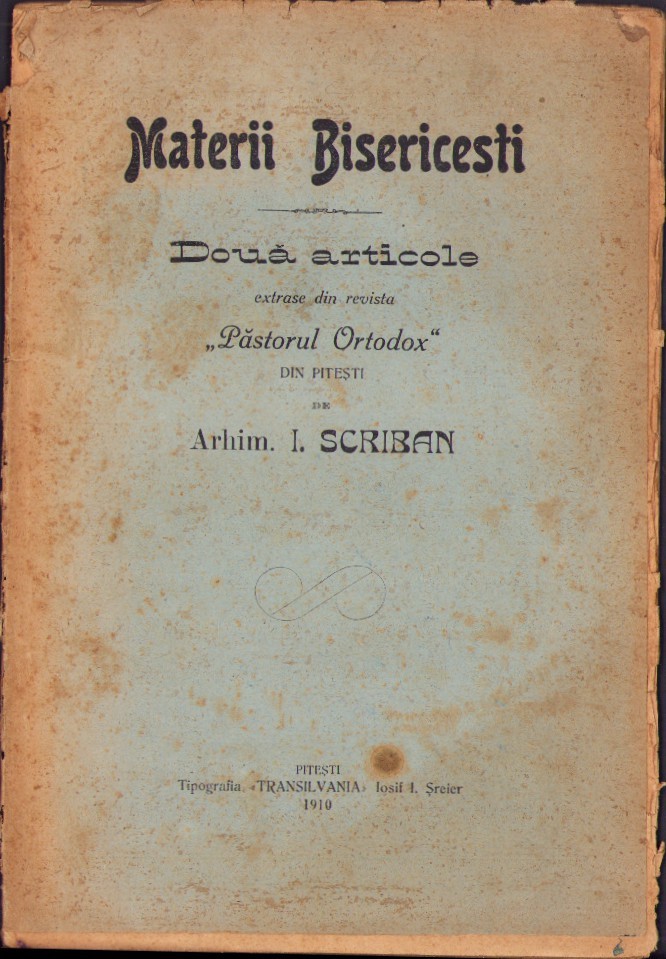 Materii Bisericesti
Două articole
extrase din revista
„Păstorul Ortodox“
DIN PITEȘTI
DE
Arhim. I. SCRIBAN
PITEȘTI
Tipografia «TRANSILVANIA» Iosif I. Șreier
1910